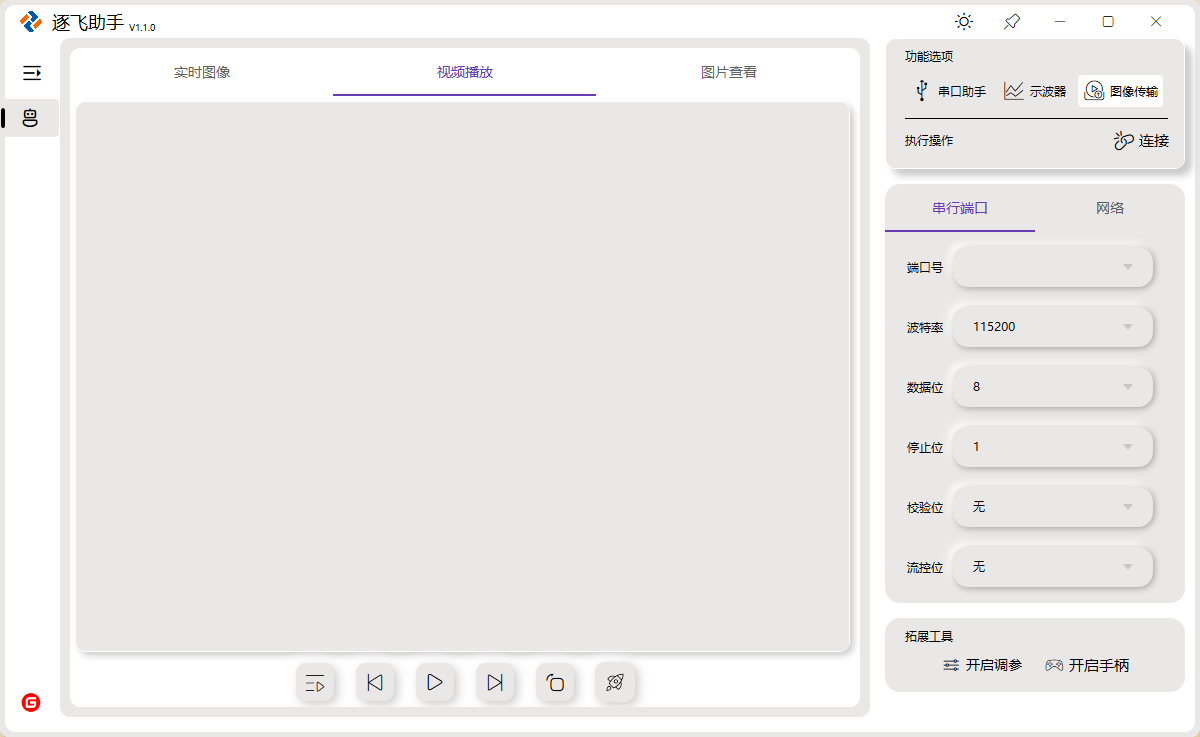 逐飞助手 V1.1.0
实时图像 视频播放 图片查看
功能选项
串口助手 示波器 图像传输
执行操作 连接
串行端口 网络
端口号
波特率 115200
数据位 8
停止位 1
校验位 无
流控位 无
拓展工具
开启调参 开启手柄
G